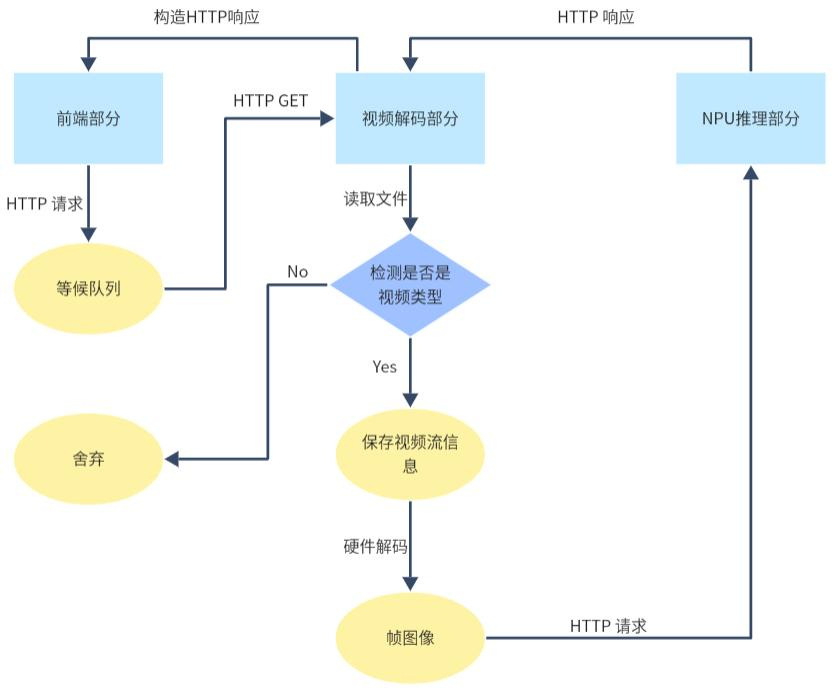 构造HTTP响应
HTTP 响应
前端部分
HTTP GET
视频解码部分
NPU推理部分
HTTP 请求
读取文件
等候队列
No
检测是否是
视频类型
Yes
舍弃
保存视频流信
息
硬件解码
帧图像
HTTP 请求